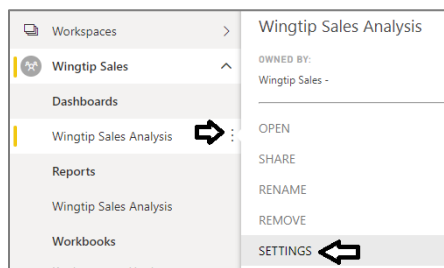 Workspaces
Wingtip Sales
Dashboards
Wingtip Sales Analysis
Reports
Wingtip Sales Analysis
Workbooks
Wingtip Sales Analysis
OWNED BY:
Wingtip Sales -
OPEN
SHARE
RENAME
REMOVE
SETTINGS